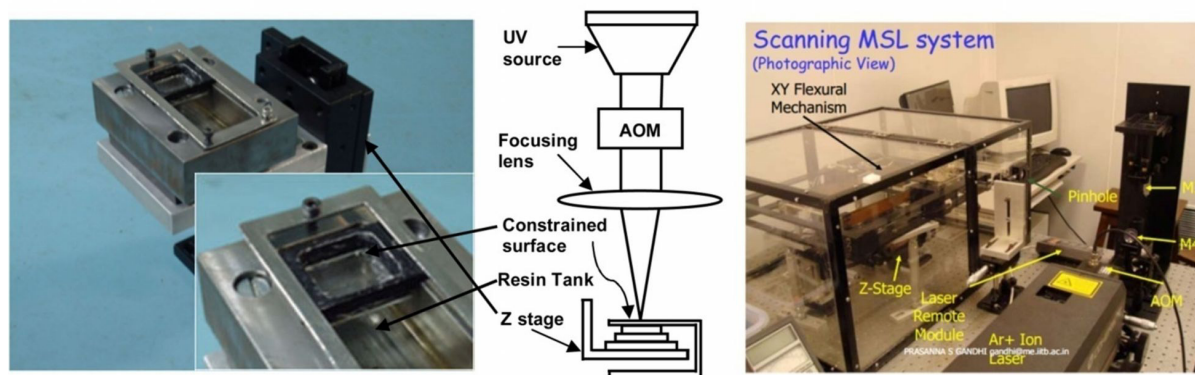 UV
source
AOM
Focusing
lens
Constrained
surface
Resin Tank
Z stage
Scanning MSL system
(Photographic View)
XY Flexural
Mechanism
Pinhole
M
M4
Z-Stage
Laser
Remote
Module
AOM
Ar+ Ion
Laser
PRASANNA S GANDHI gandhi@me.iitb.ac.in